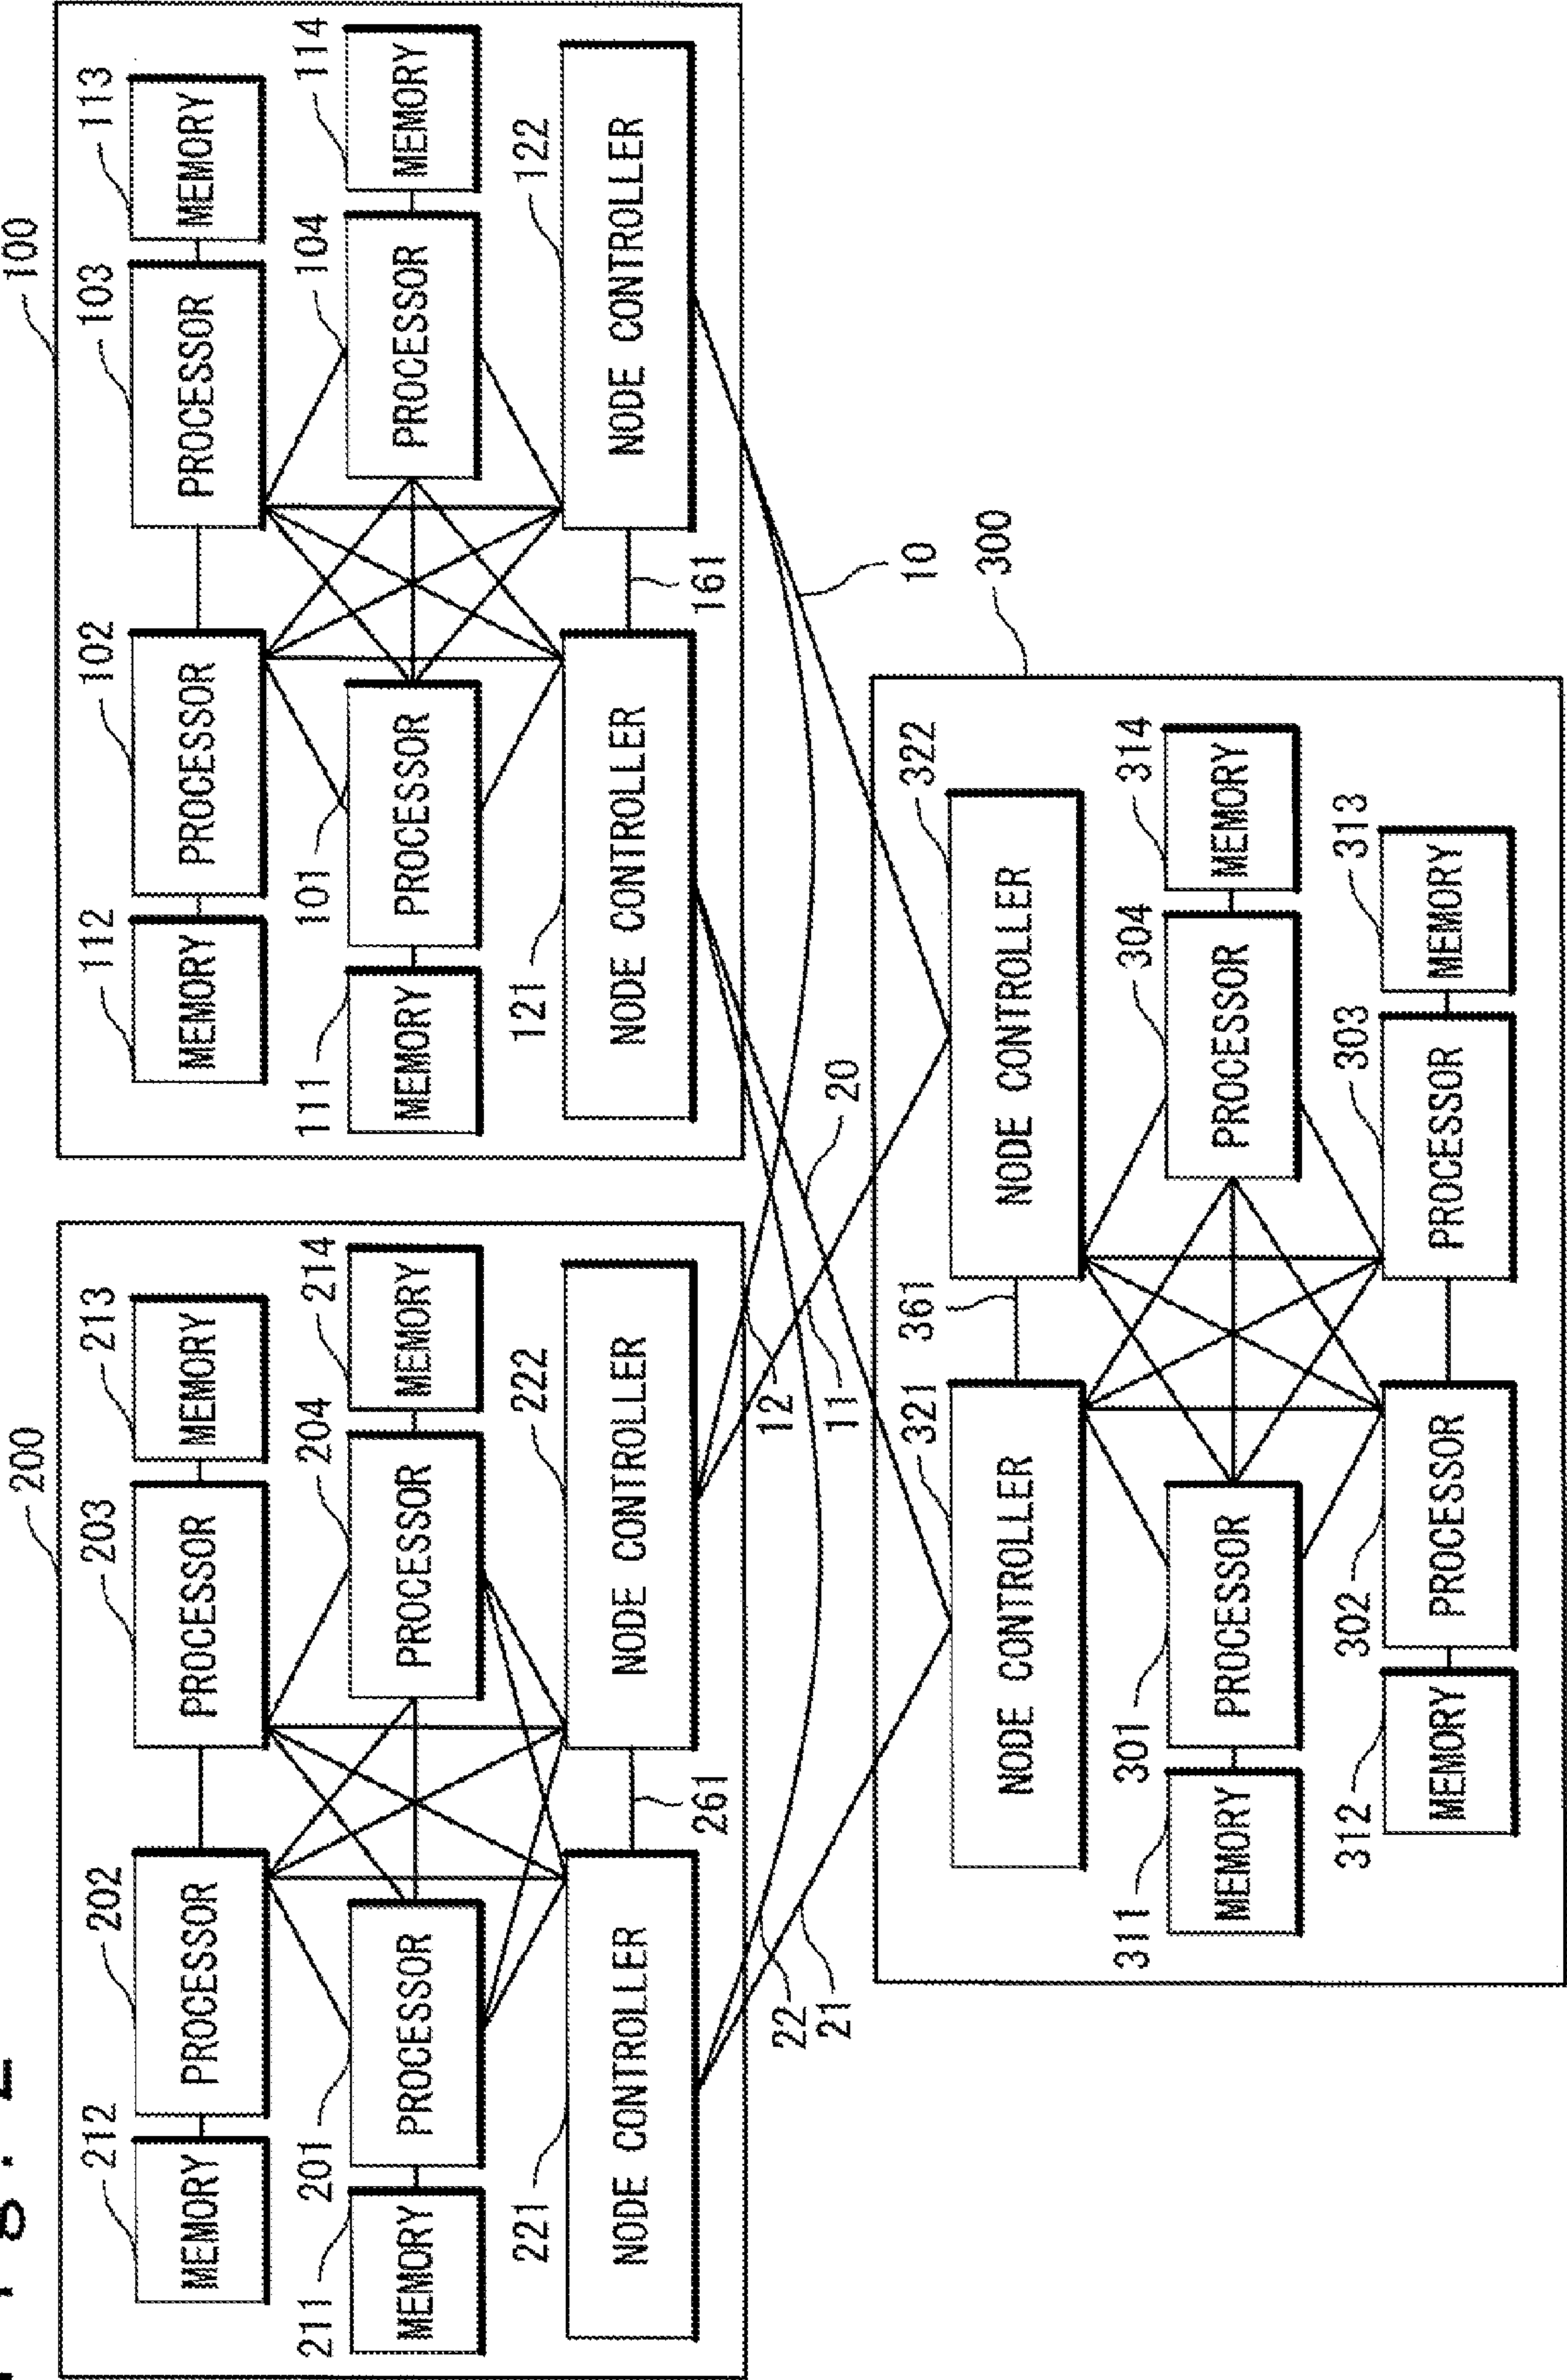 200
212
202
203
213
MEMORY
PROCESSOR
PROCESSOR
MEMORY
211
201
204
214
MEMORY
PROCESSOR
PROCESSOR
MEMORY
221
222
NODE CONTROLLER
NODE CONTROLLER
261
100
112
102
103
113
MEMORY
PROCESSOR
PROCESSOR
MEMORY
111
101
104
114
MEMORY
PROCESSOR
PROCESSOR
MEMORY
121
122
NODE CONTROLLER
NODE CONTROLLER
161
22
12
21
11
20
10
300
321
361
322
NODE CONTROLLER
NODE CONTROLLER
311
301
304
314
MEMORY
PROCESSOR
PROCESSOR
MEMORY
312
302
303
313
MEMORY
PROCESSOR
PROCESSOR
MEMORY